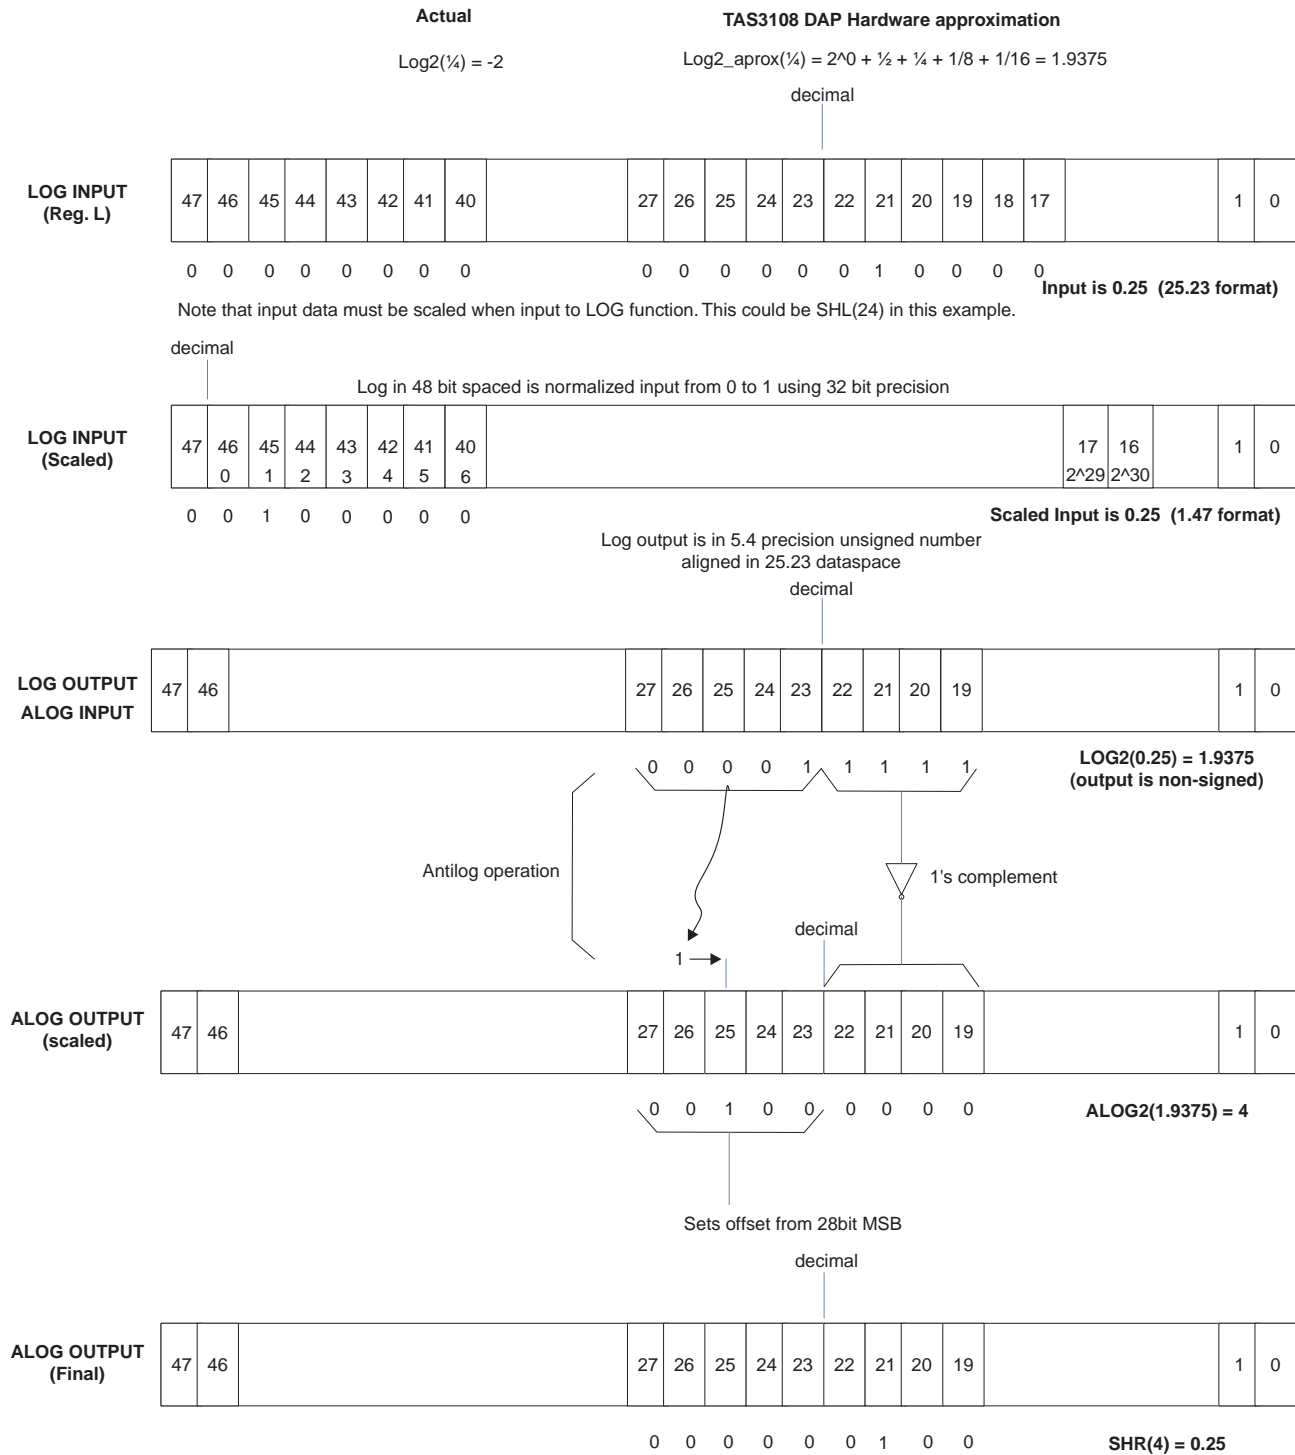 Actual
TAS3108 DAP Hardware approximation
Log2(¼) = -2
Log2_aprox(¼) = 2^0 + ½ + ¼ + 1/8 + 1/16 = 1.9375
decimal
LOG INPUT
(Reg. L)
47 46 45 44 43 42 41 40 27 26 25 24 23 22 21 20 19 18 17 1 0
0 0 0 0 0 0 0 0 0 0 0 0 0 0 1 0 0 0 0
Input is 0.25 (25.23 format)
Note that input data must be scaled when input to LOG function. This could be SHL(24) in this example.
decimal
Log in 48 bit spaced is normalized input from 0 to 1 using 32 bit precision
LOG INPUT
(Scaled)
47 46 45 44 43 42 41 40 17 16 1 0
0 1 2 3 4 5 6 2^29 2^30
0 0 1 0 0 0 0 0
Scaled Input is 0.25 (1.47 format)
Log output is in 5.4 precision unsigned number
aligned in 25.23 dataspace
decimal
LOG OUTPUT
ALOG INPUT
47 46 27 26 25 24 23 22 21 20 19 1 0
0 0 0 0 1 1 1 1 1
LOG2(0.25) = 1.9375
(output is non-signed)
Antilog operation
1's complement
decimal
1
ALOG OUTPUT
(scaled)
47 46 27 26 25 24 23 22 21 20 19 1 0
0 0 1 0 0 0 0 0 0
ALOG2(1.9375) = 4
Sets offset from 28bit MSB
decimal
ALOG OUTPUT
(Final)
47 46 27 26 25 24 23 22 21 20 19 1 0
0 0 0 0 0 0 1 0 0
SHR(4) = 0.25